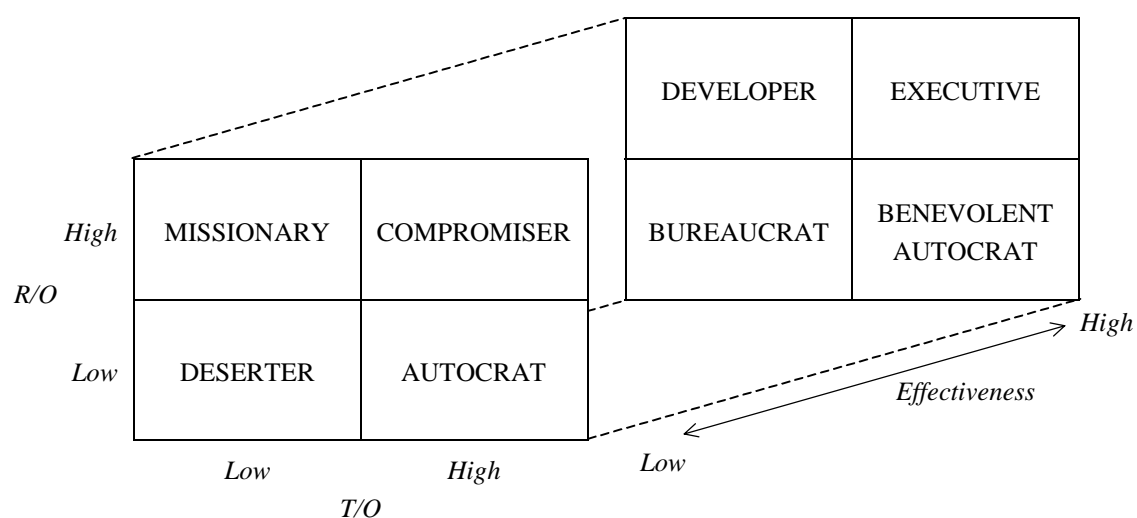 DEVELOPER
EXECUTIVE
High
MISSIONARY
COMPROMISER
BUREAUCRAT
BENEVOLENT
AUTOCRAT
R/O
Low
DESERTER
AUTOCRAT
High
Effectiveness
Low
High
Low
T/O